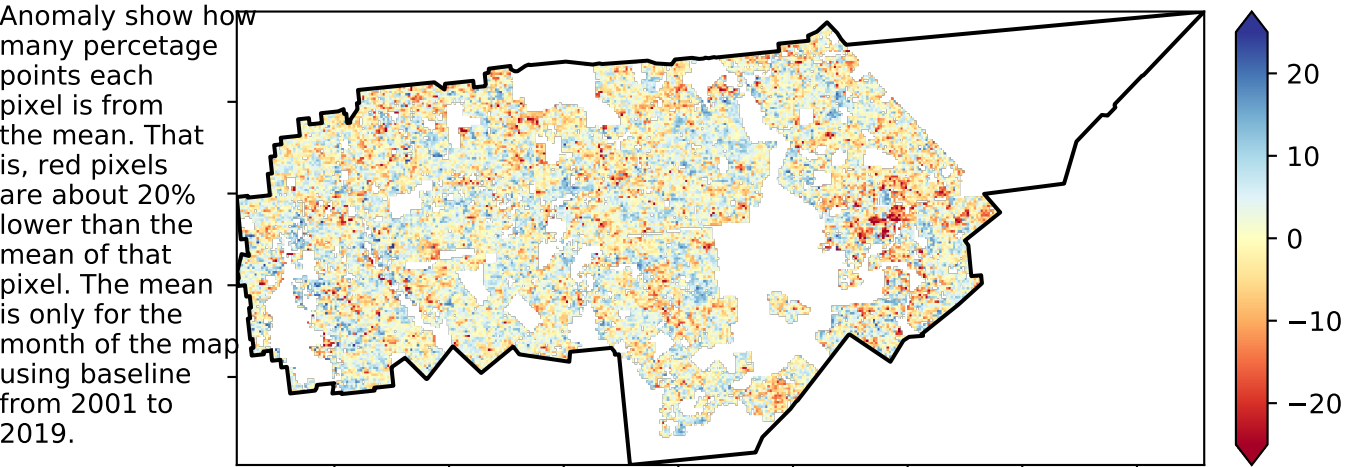 Anomaly show how
many percetage
points each
pixel is from
the mean. That
is, red pixels
are about 20%
lower than the
mean of that
pixel. The mean
is only for the
month of the map
using baseline
from 2001 to
2019.
20
10
0
−10
−20